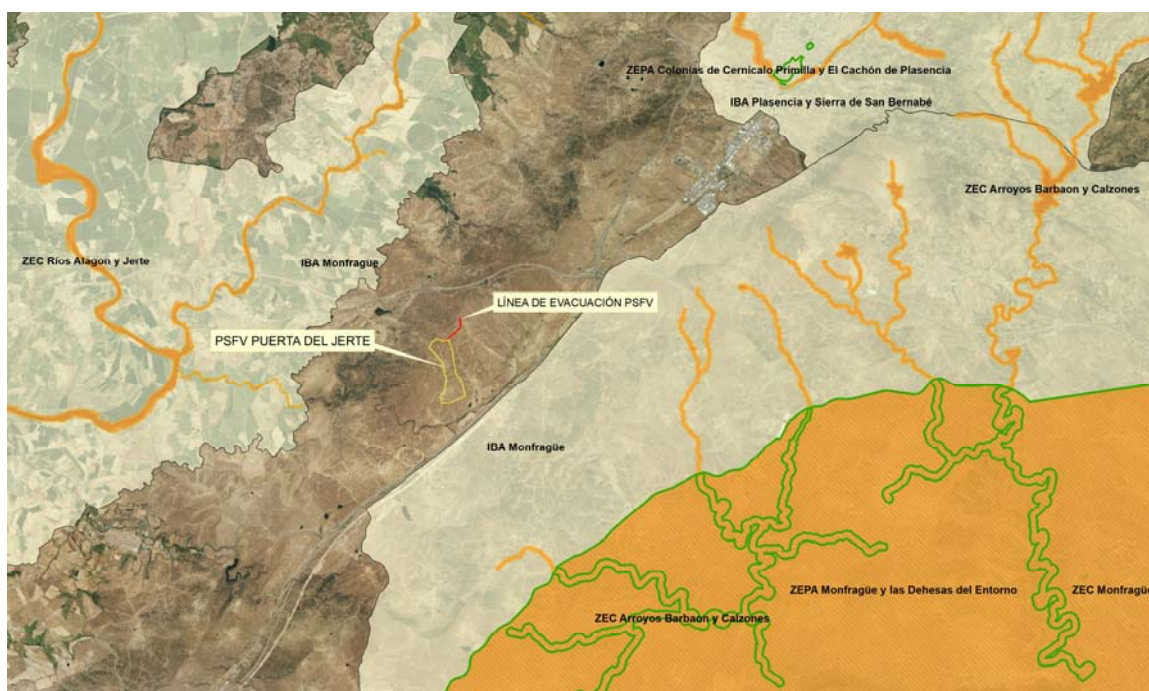 ZEPA Colonias de Cernícalo Primilla y El Cachón de Plasencia
IBA Plasencia y Sierra de San Bernabé
ZEC Arroyos Barbaon y Calzones
ZEC Ríos Alagon y Jerte
IBA Monfragüe
LÍNEA DE EVACUACIÓN PSFV
PSFV PUERTA DEL JERTE
IBA Monfragüe
ZEPA Monfragüe y las Dehesas del Entorno
ZEC Monfragüe
ZEC Arroyos Barbaon y Calzones